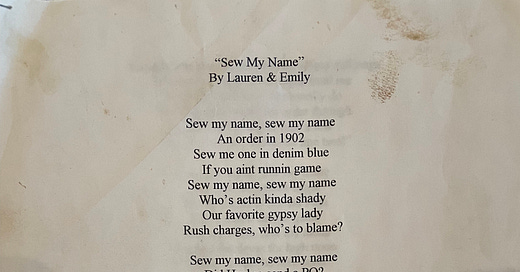 “Sew My Name”
By Lauren & Emily
Sew my name, sew my name
An order in 1902
Sew me one in denim blue
If you aint runnin game
Sew my name, sew my name
Who’s actin kinda shady
Our favorite gypsy lady
Rush charges, who’s to blame?
Sew my name, sew my name